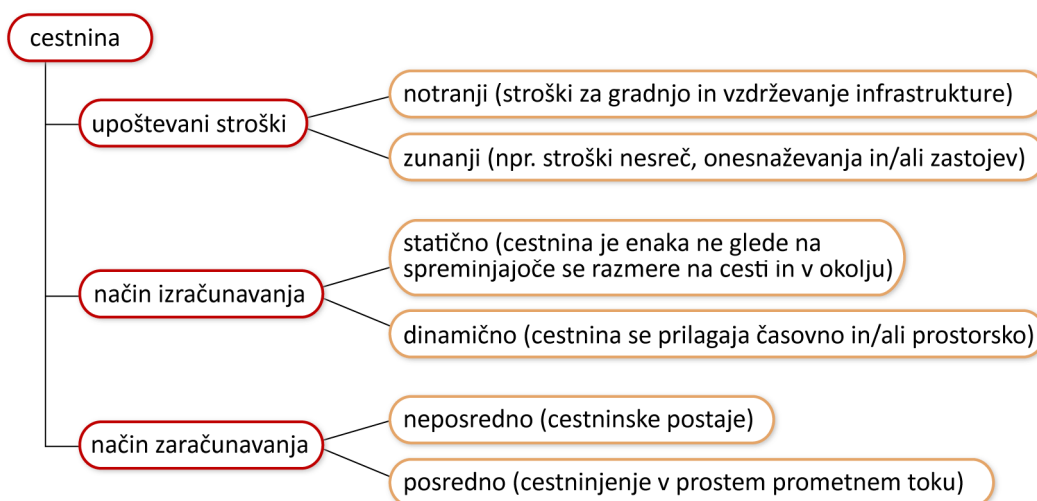 cestnina
upoštevani stroški
notranji (stroški za gradnjo in vzdrževanje infrastrukture)
zunanji (npr. stroški nesreč, onesnaževanja in/ali zastojev)
način izračunavanja
statično (cestnina je enaka ne glede na
spreminjajoče se razmere na cesti in v okolju)
dinamično (cestnina se prilagaja časovno in/ali prostorsko)
način zaračunavanja
neposredno (cestninske postaje)
posredno (cestninjenje v prostem prometnem toku)